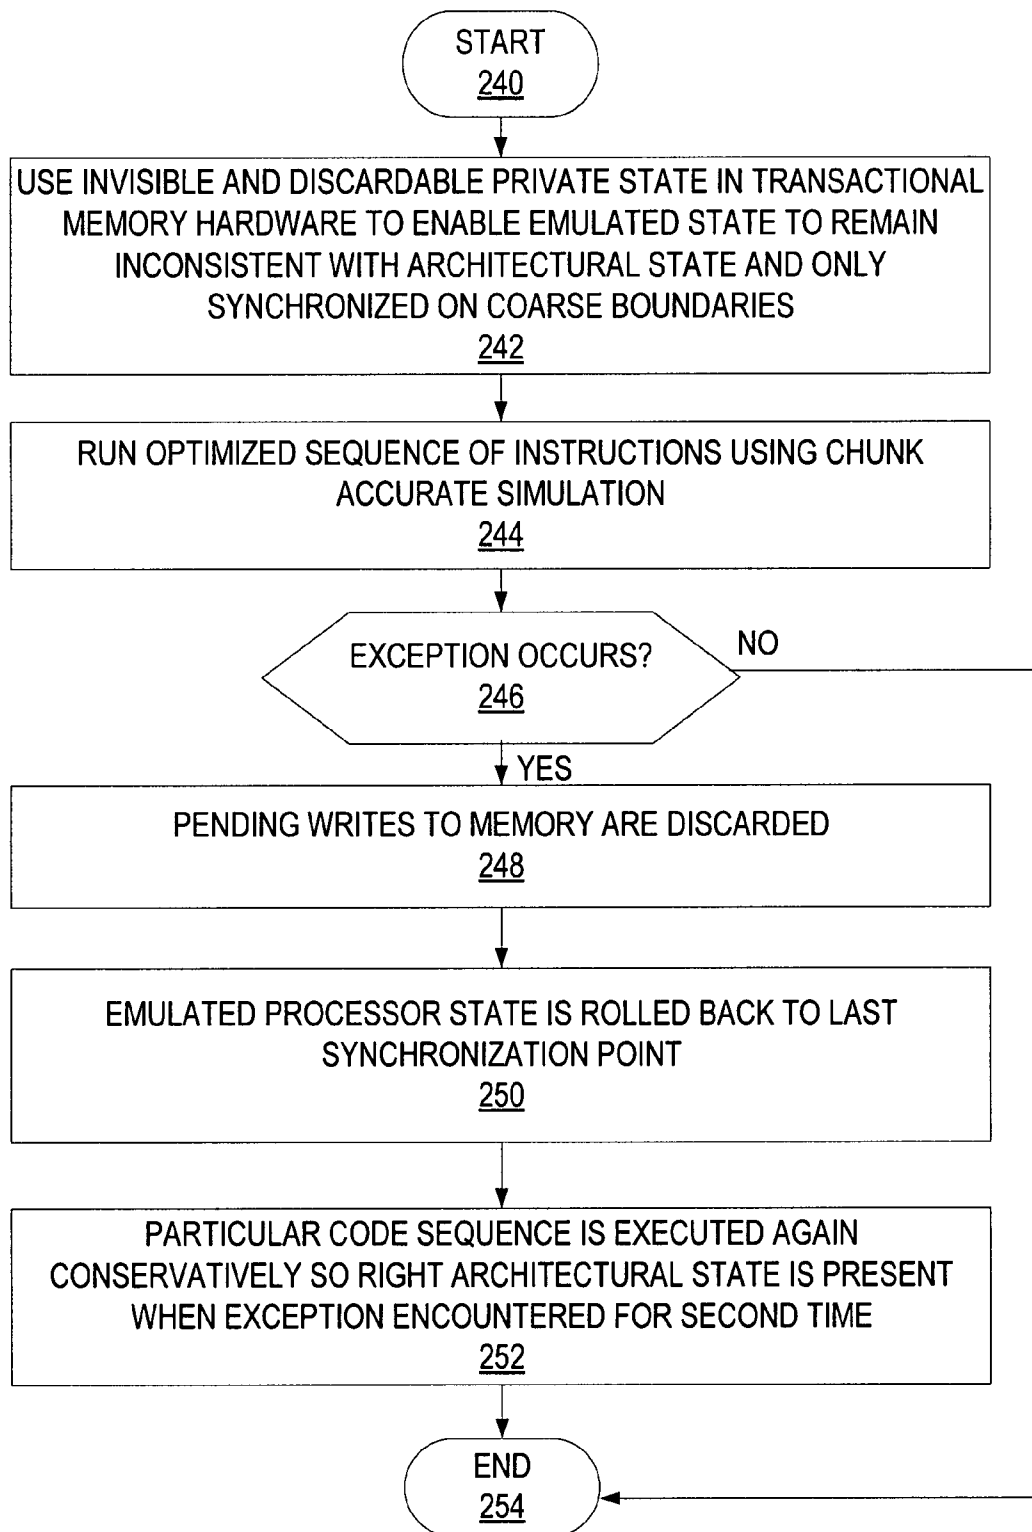 START
240
USE INVISIBLE AND DISCARDABLE PRIVATE STATE IN TRANSACTIONAL
MEMORY HARDWARE TO ENABLE EMULATED STATE TO REMAIN
INCONSISTENT WITH ARCHITECTURAL STATE AND ONLY
SYNCHRONIZED ON COARSE BOUNDARIES
242
RUN OPTIMIZED SEQUENCE OF INSTRUCTIONS USING CHUNK
ACCURATE SIMULATION
244
EXCEPTION OCCURS?
246
NO
YES
PENDING WRITES TO MEMORY ARE DISCARDED
248
EMULATED PROCESSOR STATE IS ROLLED BACK TO LAST
SYNCHRONIZATION POINT
250
PARTICULAR CODE SEQUENCE IS EXECUTED AGAIN
CONSERVATIVELY SO RIGHT ARCHITECTURAL STATE IS PRESENT
WHEN EXCEPTION ENCOUNTERED FOR SECOND TIME
252
END
254